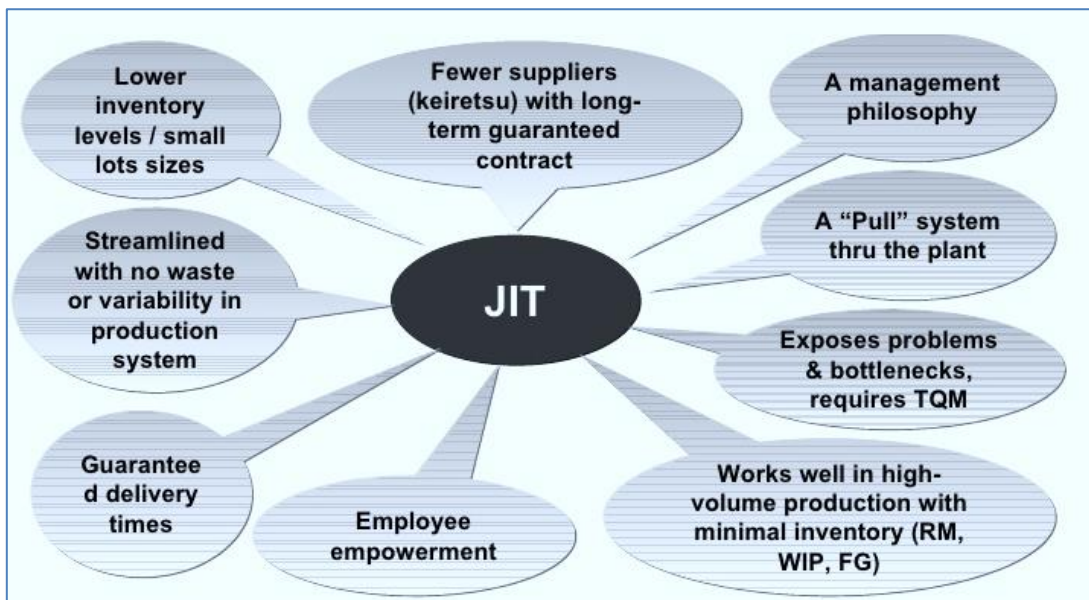 Lower
inventory
levels / small
lots sizes
Fewer suppliers
(keiretsu) with long-
term guaranteed
contract
A management
philosophy
Streamlined
with no waste
or variability in
production
system
JIT
A “Pull” system
thru the plant
Exposes problems
& bottlenecks,
requires TQM
Guarantee
d delivery
times
Employee
empowerment
Works well in high-
volume production with
minimal inventory (RM,
WIP, FG)